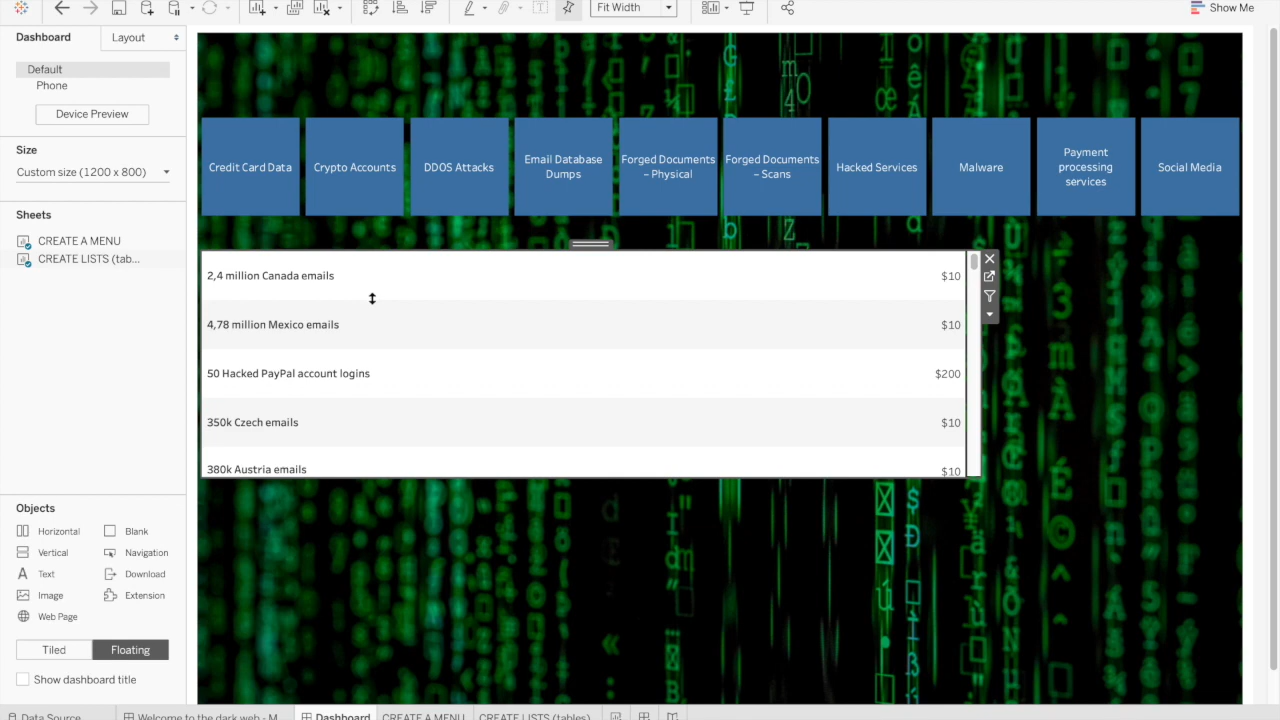 Fit Width
Show Me
Dashboard
Layout
Default
Phone
Device Preview
Size
Custom size (1200 x 800)
Sheets
CREATE A MENU
CREATE LISTS (tab...
Credit Card Data
Crypto Accounts
DDOS Attacks
Email Database
Dumps
Forged Documents
– Physical
Forged Documents
– Scans
Hacked Services
Malware
Payment
processing
services
Social Media
2,4 million Canada emails $10
4,78 million Mexico emails $10
50 Hacked PayPal account logins $200
350k Czech emails $10
380k Austria emails $10
Objects
Horizontal
Blank
Vertical
Navigation
Text
Download
Image
Extension
Web Page
Tiled
Floating
Show dashboard title
Data Source
Welcome to the dark web - M
Dashboard
CREATE A MENU
CREATE LISTS (tables)